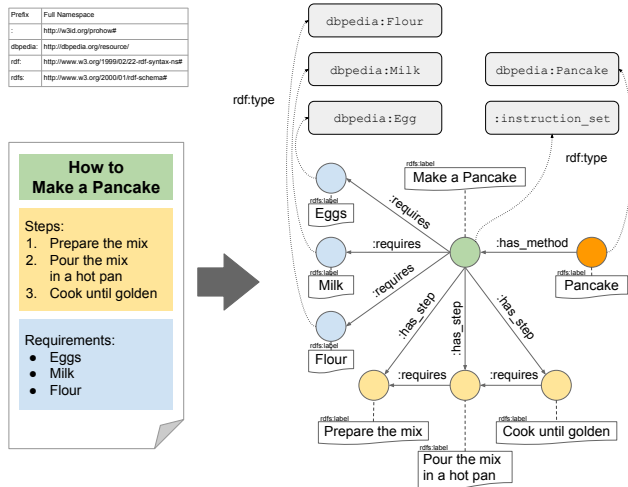 Prefix Full Namespace
: http://w3id.org/prohow#
dbpedia: http://dbpedia.org/resource/
rdf: http://www.w3.org/1999/02/22-rdf-syntax-ns#
rdfs: http://www.w3.org/2000/01/rdf-schema#
How to
Make a Pancake
Steps:
1. Prepare the mix
2. Pour the mix
in a hot pan
3. Cook until golden
Requirements:
● Eggs
● Milk
● Flour
dbpedia:Flour
dbpedia:Milk
dbpedia:Pancake
rdf:type
dbpedia:Egg
:instruction_set
rdf:type
rdfs:label
Make a Pancake
rdfs:label
Eggs
:requires
:requires
:has_method
rdfs:label
Milk
rdfs:label
Pancake
:requires
rdfs:label
Flour
:has_step
:has_step
:has_step
:requires
:requires
rdfs:label
Prepare the mix
rdfs:label
Pour the mix
in a hot pan
rdfs:label
Cook until golden